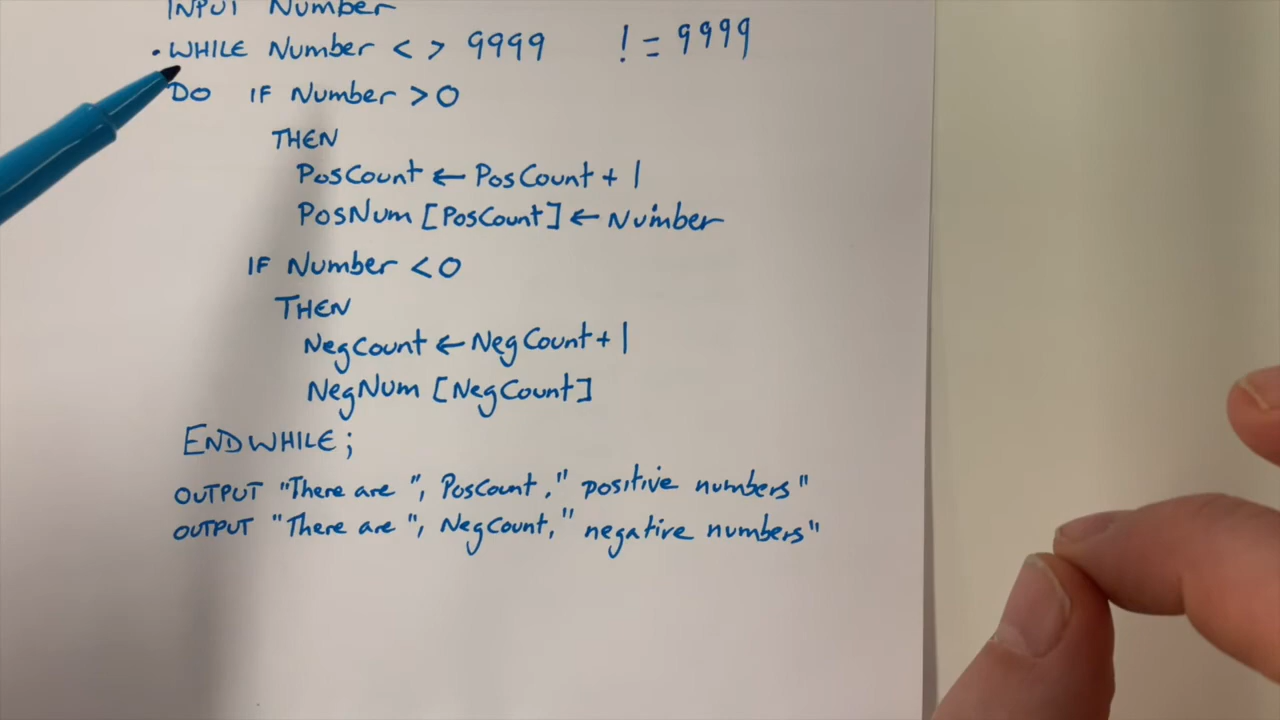 INPUT Number
WHILE Number < > 9999 != 9999
DO IF Number > 0
THEN
PosCount ← PosCount + 1
PosNum [PosCount] ← Number
IF Number < 0
THEN
NegCount ← NegCount + 1
NegNum [NegCount]
ENDWHILE;
OUTPUT "There are ", PosCount, " positive numbers"
OUTPUT "There are ", NegCount, " negative numbers"